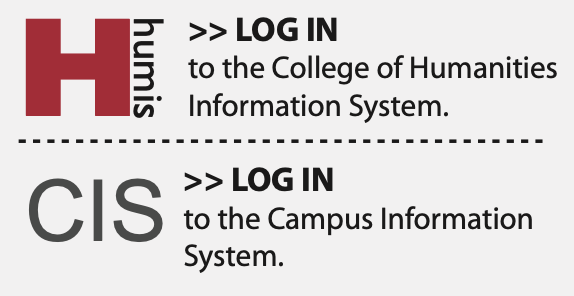 H humis
>> LOG IN
to the College of Humanities
Information System.
CIS
>> LOG IN
to the Campus Information
System.